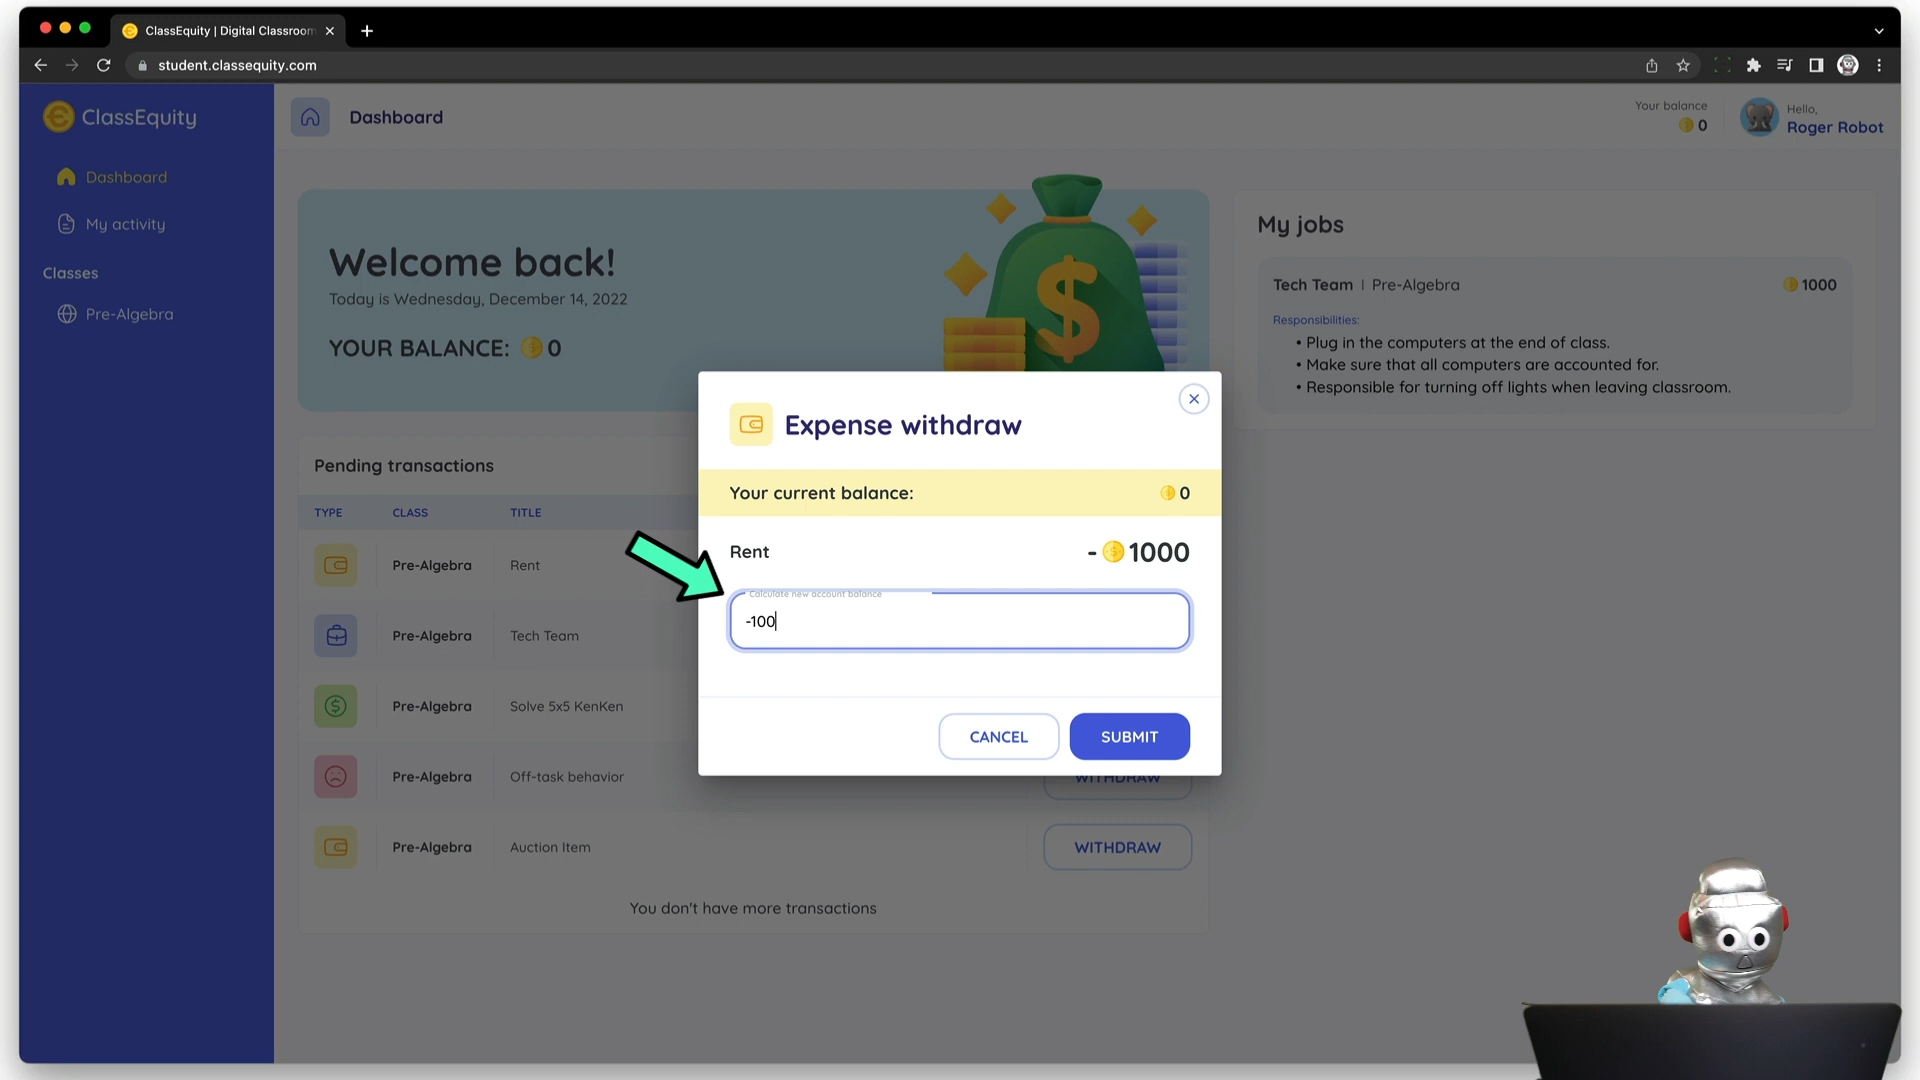 ClassEquity | Digital Classroom
student.classequity.com
ClassEquity
Dashboard
Your balance
0
Hello,
Roger Robot
Dashboard
My activity
Classes
Pre-Algebra
Welcome back!
Today is Wednesday, December 14, 2022
YOUR BALANCE: 0
My jobs
Tech Team | Pre-Algebra
1000
Responsibilities:
• Plug in the computers at the end of class.
• Make sure that all computers are accounted for.
• Responsible for turning off lights when leaving classroom.
Pending transactions
TYPE CLASS TITLE
Pre-Algebra Rent
Pre-Algebra Tech Team
Pre-Algebra Solve 5x5 KenKen
Pre-Algebra Off-task behavior WITHDRAW
Pre-Algebra Auction Item WITHDRAW
You don't have more transactions
Expense withdraw
Your current balance: 0
Rent - 1000
Calculate new account balance
-100
CANCEL SUBMIT